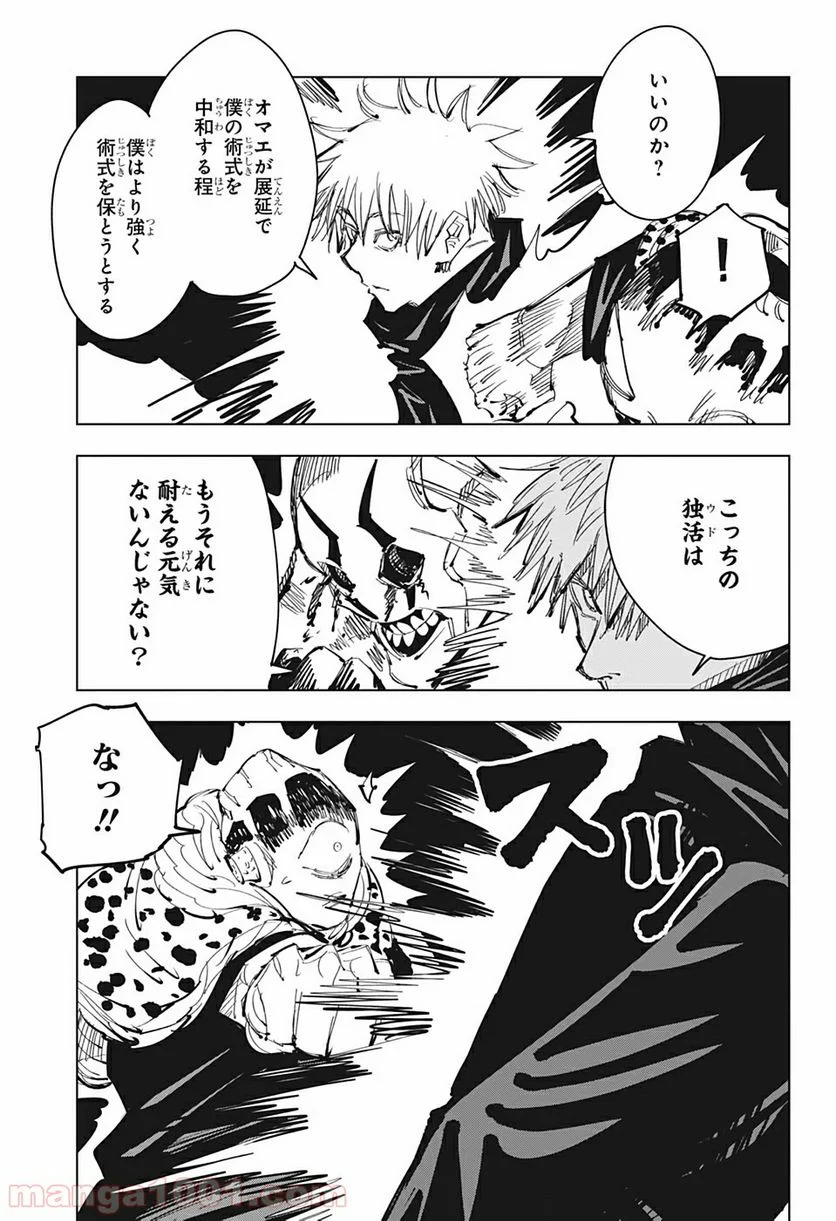 いいのか?
!
オマエが展延で
僕の術式を
中和する程
僕はより強く
術式を保とうとする
こっちの
独活は
もうそれに
耐える元気
ないんじゃない?
なっ!!
スッ
manga1001.com